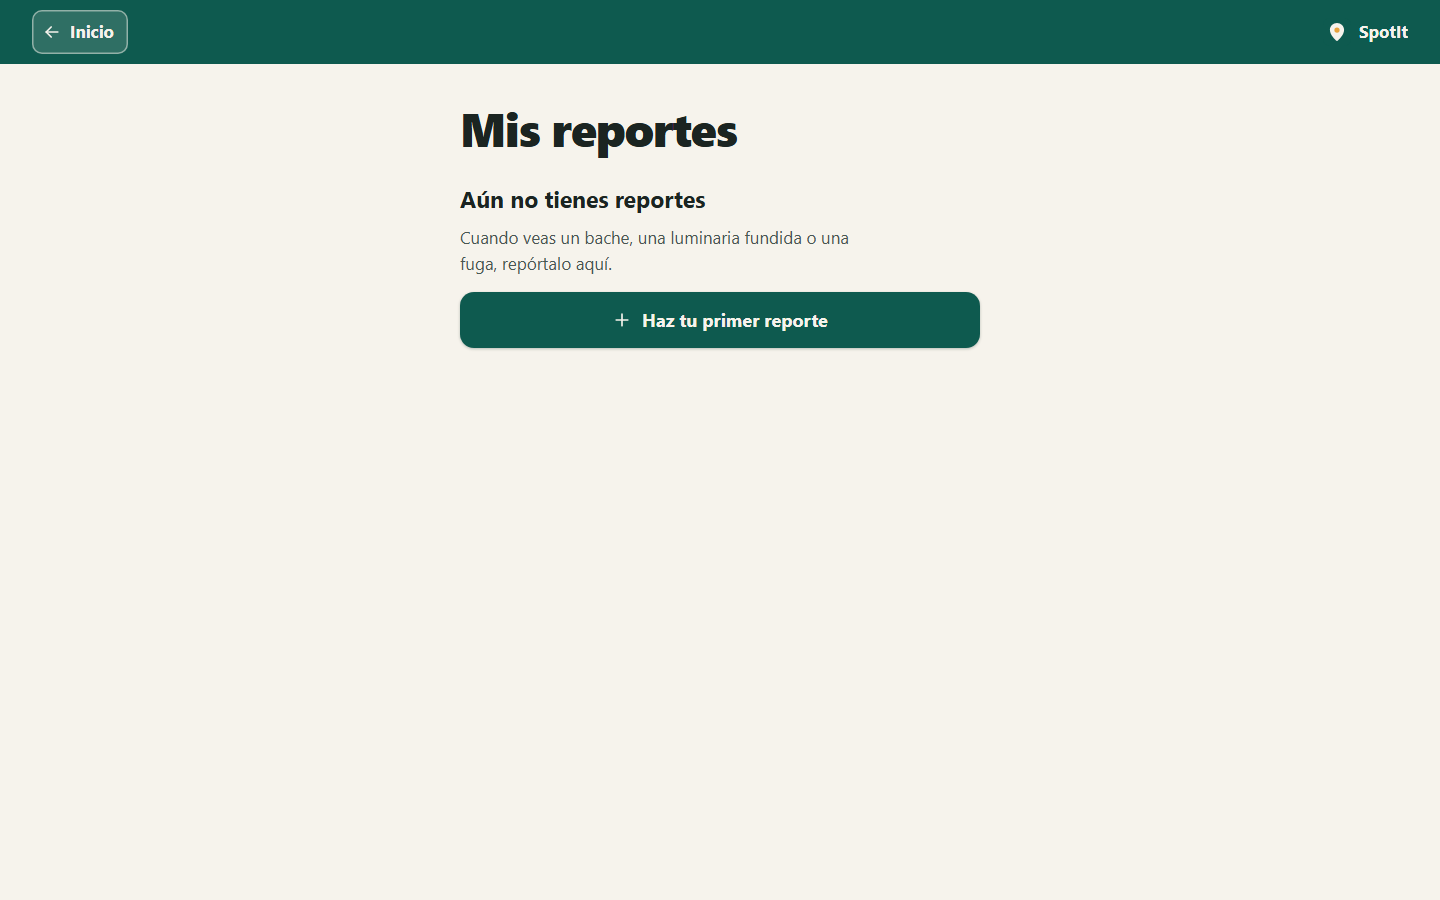 Inicio
SpotIt
Mis reportes
Aún no tienes reportes
Cuando veas un bache, una luminaria fundida o una
fuga, repórtalo aquí.
Haz tu primer reporte